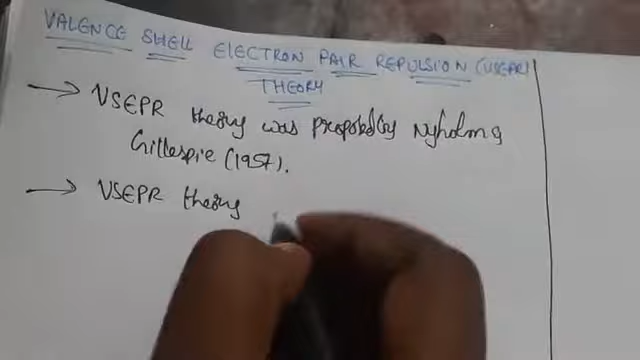 VALENCE SHELL ELECTRON PAIR REPULSION (VSEPR)
THEORY
→ VSEPR theory was proposed by Nyholm &
Gillespie (1957).
→ VSEPR theory